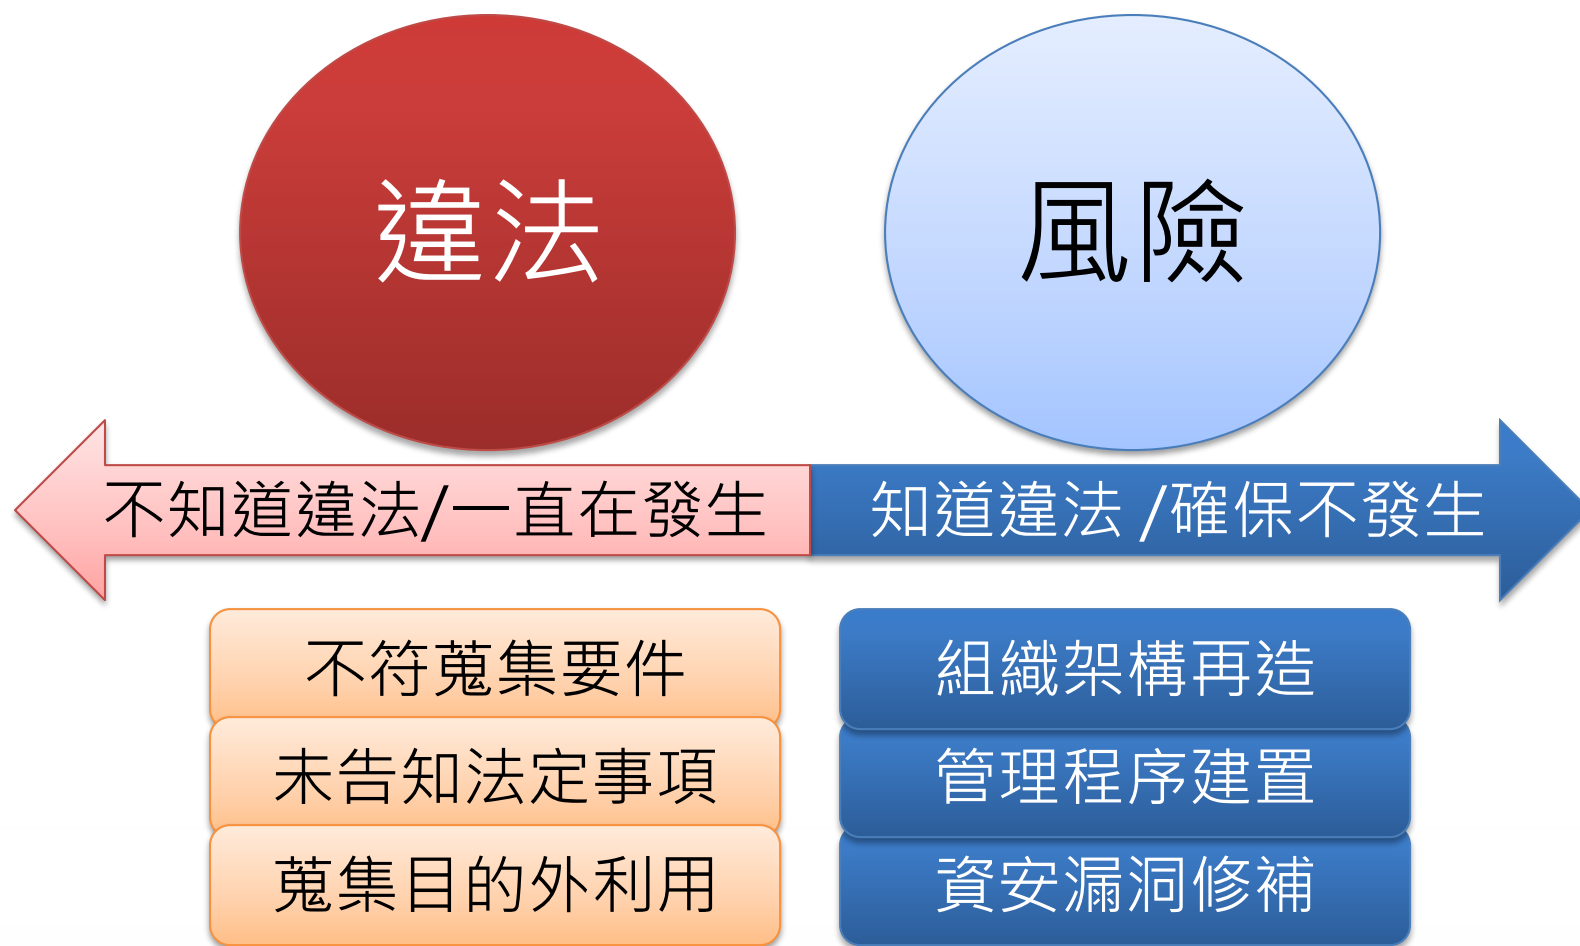 違法
風險
不知道違法/一直在發生
知道違法 /確保不發生
不符蒐集要件
未告知法定事項
蒐集目的外利用
組織架構再造
管理程序建置
資安漏洞修補